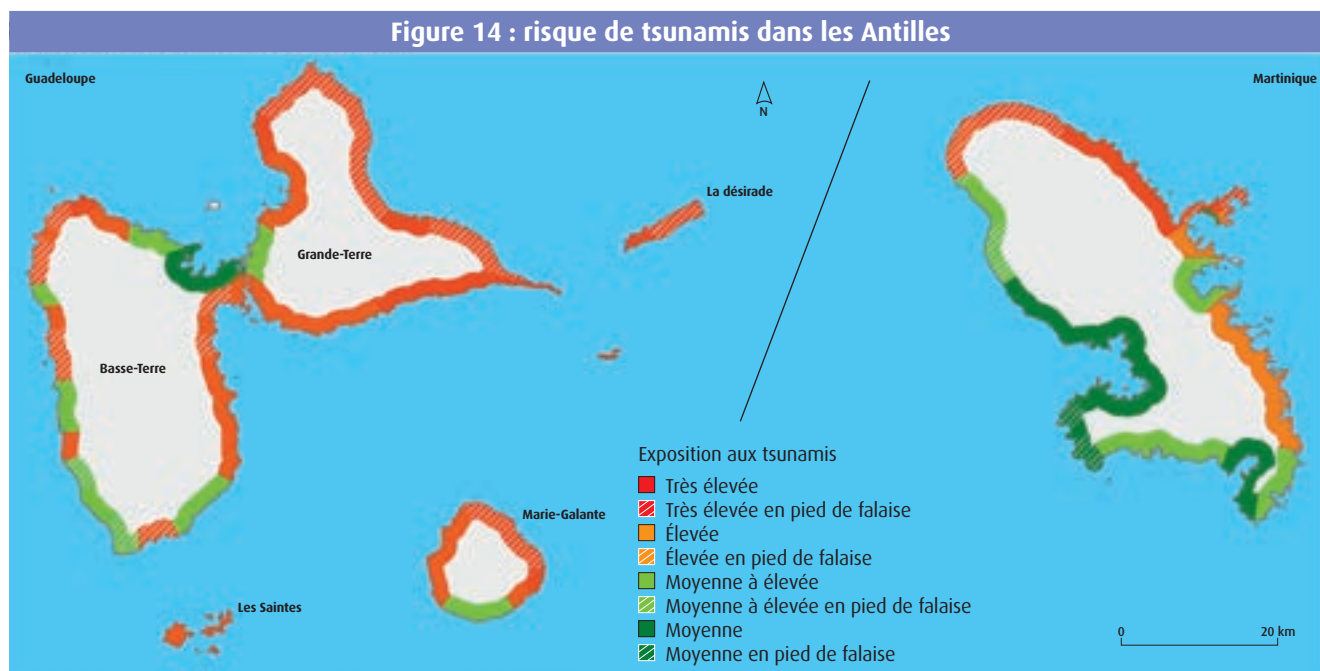 Figure 14 : risque de tsunamis dans les Antilles
Guadeloupe
Martinique
N
La désirade
Grande-Terre
Basse-Terre
Marie-Galante
Les Saintes
Exposition aux tsunamis
Très élevée
Très élevée en pied de falaise
Élevée
Élevée en pied de falaise
Moyenne à élevée
Moyenne à élevée en pied de falaise
Moyenne
Moyenne en pied de falaise
0 20 km